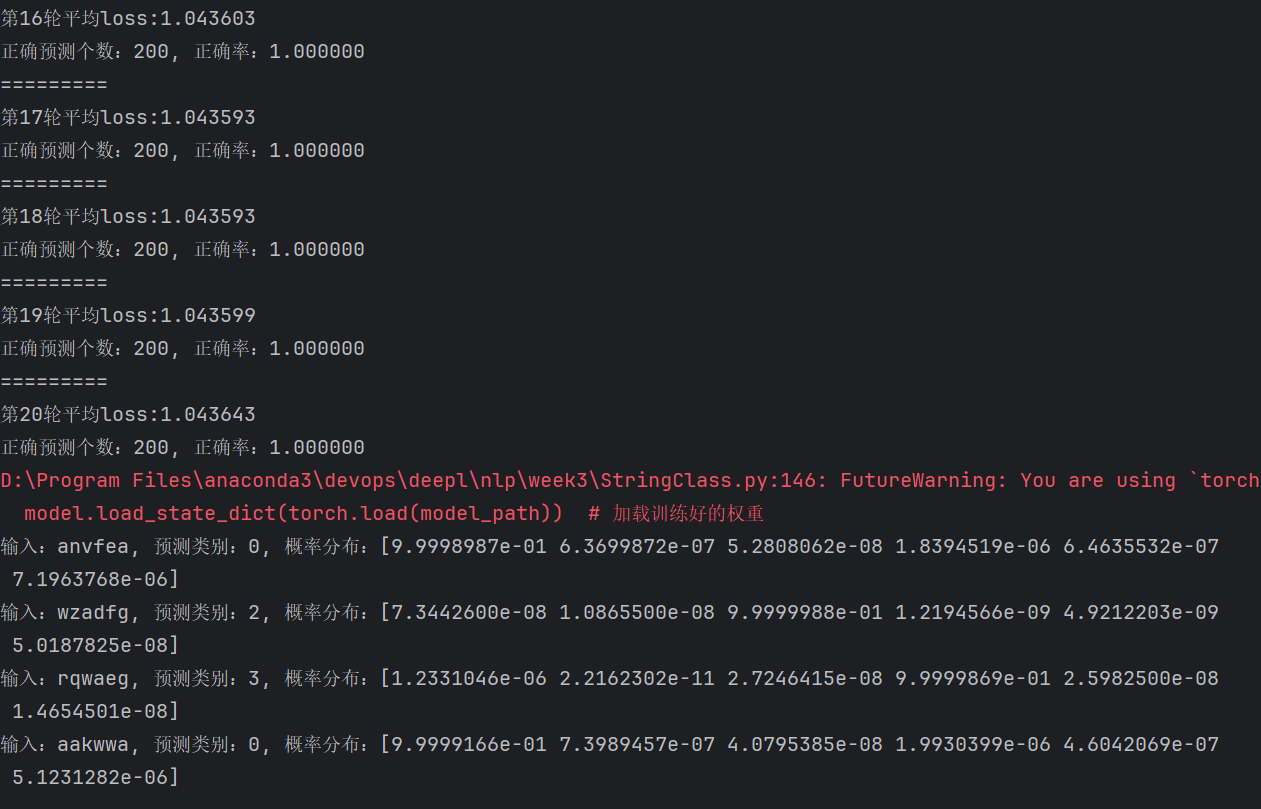 第16轮平均loss:1.043603
正确预测个数：200, 正确率：1.000000
=========
第17轮平均loss:1.043593
正确预测个数：200, 正确率：1.000000
=========
第18轮平均loss:1.043593
正确预测个数：200, 正确率：1.000000
=========
第19轮平均loss:1.043599
正确预测个数：200, 正确率：1.000000
=========
第20轮平均loss:1.043643
正确预测个数：200, 正确率：1.000000
D:\Program Files\anaconda3\devops\deepl\nlp\week3\StringClass.py:146: FutureWarning: You are using `torch
  model.load_state_dict(torch.load(model_path))  # 加载训练好的权重
输入：anvfea, 预测类别：0, 概率分布：[9.9998987e-01 6.3699872e-07 5.2808062e-08 1.8394519e-06 6.4635532e-07
 7.1963768e-06]
输入：wzadfg, 预测类别：2, 概率分布：[7.3442600e-08 1.0865500e-08 9.9999988e-01 1.2194566e-09 4.9212203e-09
 5.0187825e-08]
输入：rqwaeg, 预测类别：3, 概率分布：[1.2331046e-06 2.2162302e-11 2.7246415e-08 9.9999869e-01 2.5982500e-08
 1.4654501e-08]
输入：aakwwa, 预测类别：0, 概率分布：[9.9999166e-01 7.3989457e-07 4.0795385e-08 1.9930399e-06 4.6042069e-07
 5.1231282e-06]